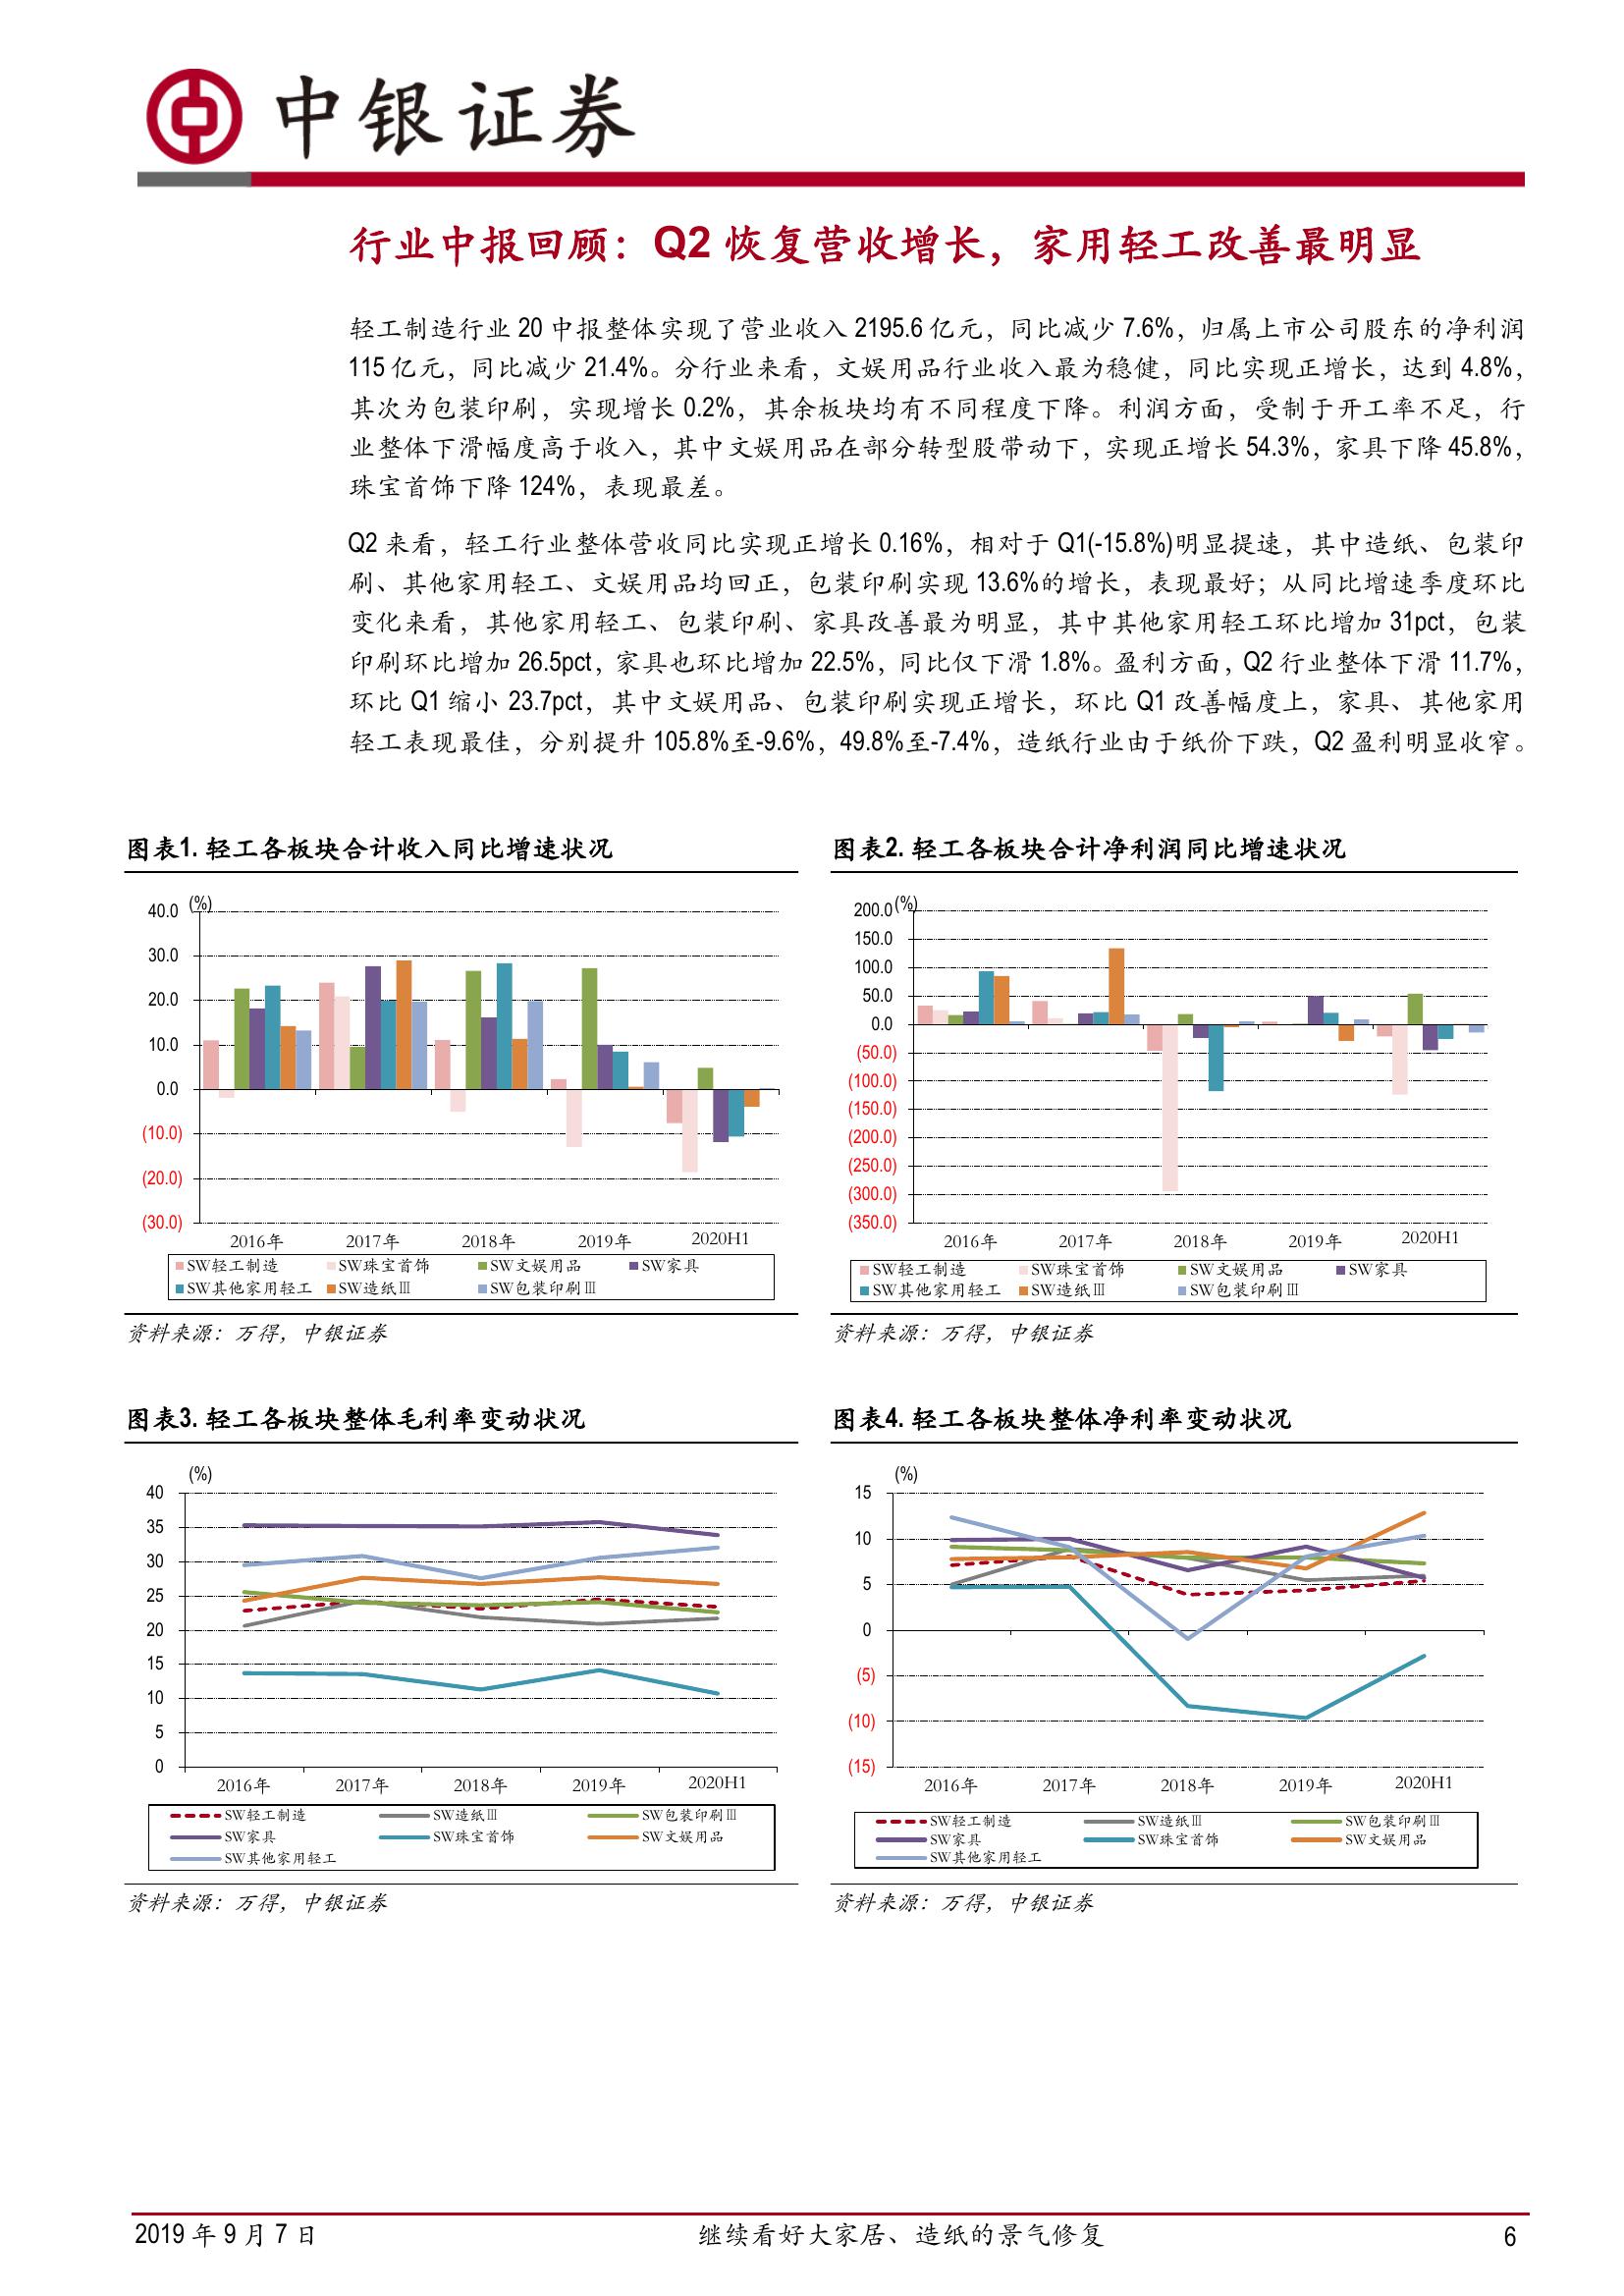 中银证券
行业中报回顾：Q2 恢复营收增长，家用轻工改善最明显
轻工制造行业 20 中报整体实现了营业收入 2195.6 亿元，同比减少 7.6%，归属上市公司股东的净利润
115 亿元，同比减少 21.4%。分行业来看，文娱用品行业收入最为稳健，同比实现正增长，达到 4.8%，
其次为包装印刷，实现增长 0.2%，其余板块均有不同程度下降。利润方面，受制于开工率不足，行
业整体下滑幅度高于收入，其中文娱用品在部分转型股带动下，实现正增长 54.3%，家具下降 45.8%，
珠宝首饰下降 124%，表现最差。
Q2 来看，轻工行业整体营收同比实现正增长 0.16%，相对于 Q1(-15.8%)明显提速，其中造纸、包装印
刷、其他家用轻工、文娱用品均回正，包装印刷实现 13.6%的增长，表现最好；从同比增速季度环比
变化来看，其他家用轻工、包装印刷、家具改善最为明显，其中其他家用轻工环比增加 31pct，包装
印刷环比增加 26.5pct，家具也环比增加 22.5%，同比仅下滑 1.8%。盈利方面，Q2 行业整体下滑 11.7%，
环比 Q1 缩小 23.7pct，其中文娱用品、包装印刷实现正增长，环比 Q1 改善幅度上，家具、其他家用
轻工表现最佳，分别提升 105.8%至-9.6%，49.8%至-7.4%，造纸行业由于纸价下跌，Q2 盈利明显收窄。
图表1. 轻工各板块合计收入同比增速状况
(%)
40.0
30.0
20.0
10.0
0.0
(10.0)
(20.0)
(30.0)
2016年 2017年 2018年 2019年 2020H1
SW轻工制造 SW珠宝首饰 SW文娱用品 SW家具
SW其他家用轻工 SW造纸Ⅲ SW包装印刷Ⅲ
资料来源：万得，中银证券
图表2. 轻工各板块合计净利润同比增速状况
(%)
200.0
150.0
100.0
50.0
0.0
(50.0)
(100.0)
(150.0)
(200.0)
(250.0)
(300.0)
(350.0)
2016年 2017年 2018年 2019年 2020H1
SW轻工制造 SW珠宝首饰 SW文娱用品 SW家具
SW其他家用轻工 SW造纸Ⅲ SW包装印刷Ⅲ
资料来源：万得，中银证券
图表3. 轻工各板块整体毛利率变动状况
(%)
40
35
30
25
20
15
10
5
0
2016年 2017年 2018年 2019年 2020H1
SW轻工制造 SW造纸Ⅲ SW包装印刷Ⅲ
SW家具 SW珠宝首饰 SW文娱用品
SW其他家用轻工
资料来源：万得，中银证券
图表4. 轻工各板块整体净利率变动状况
(%)
15
10
5
0
(5)
(10)
(15)
2016年 2017年 2018年 2019年 2020H1
SW轻工制造 SW造纸Ⅲ SW包装印刷Ⅲ
SW家具 SW珠宝首饰 SW文娱用品
SW其他家用轻工
资料来源：万得，中银证券
2019 年 9 月 7 日 继续看好大家居、造纸的景气修复 6